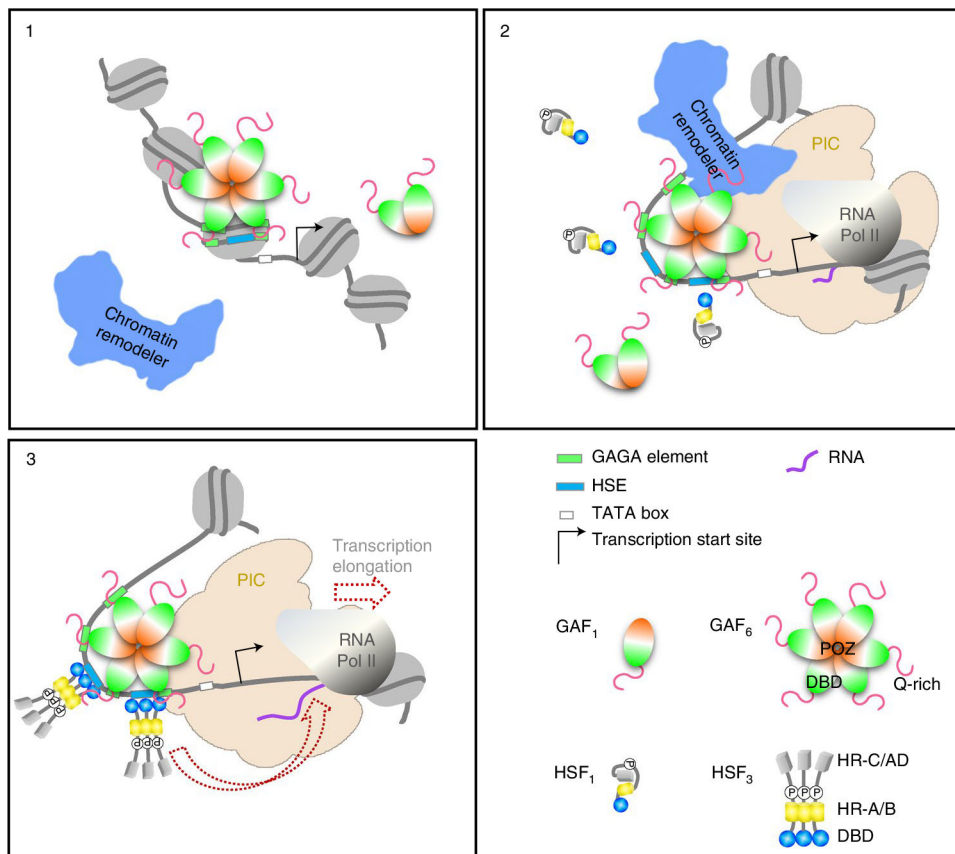 1
Chromatin
remodeler
2
P
Chromatin
remodeler
PIC
RNA
Pol II
P
P
3
Transcription
elongation
PIC
RNA
Pol II
P
P
P
P P P
GAGA element
RNA
HSE
TATA box
Transcription start site
GAF1
GAF6
POZ
DBD
Q-rich
HSF1
P
HSF3
HR-C/AD
P P P
HR-A/B
DBD